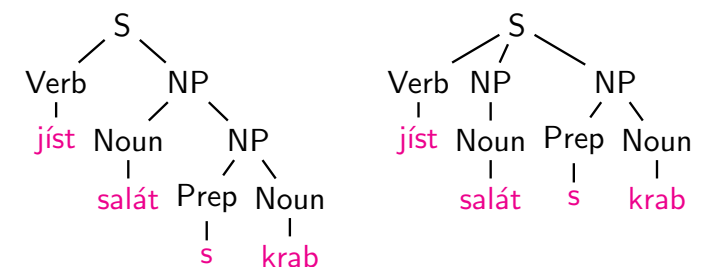 S
Verb NP
jíst Noun NP
salát Prep Noun
s krab
S
Verb NP NP
jíst Noun Prep Noun
salát s krab